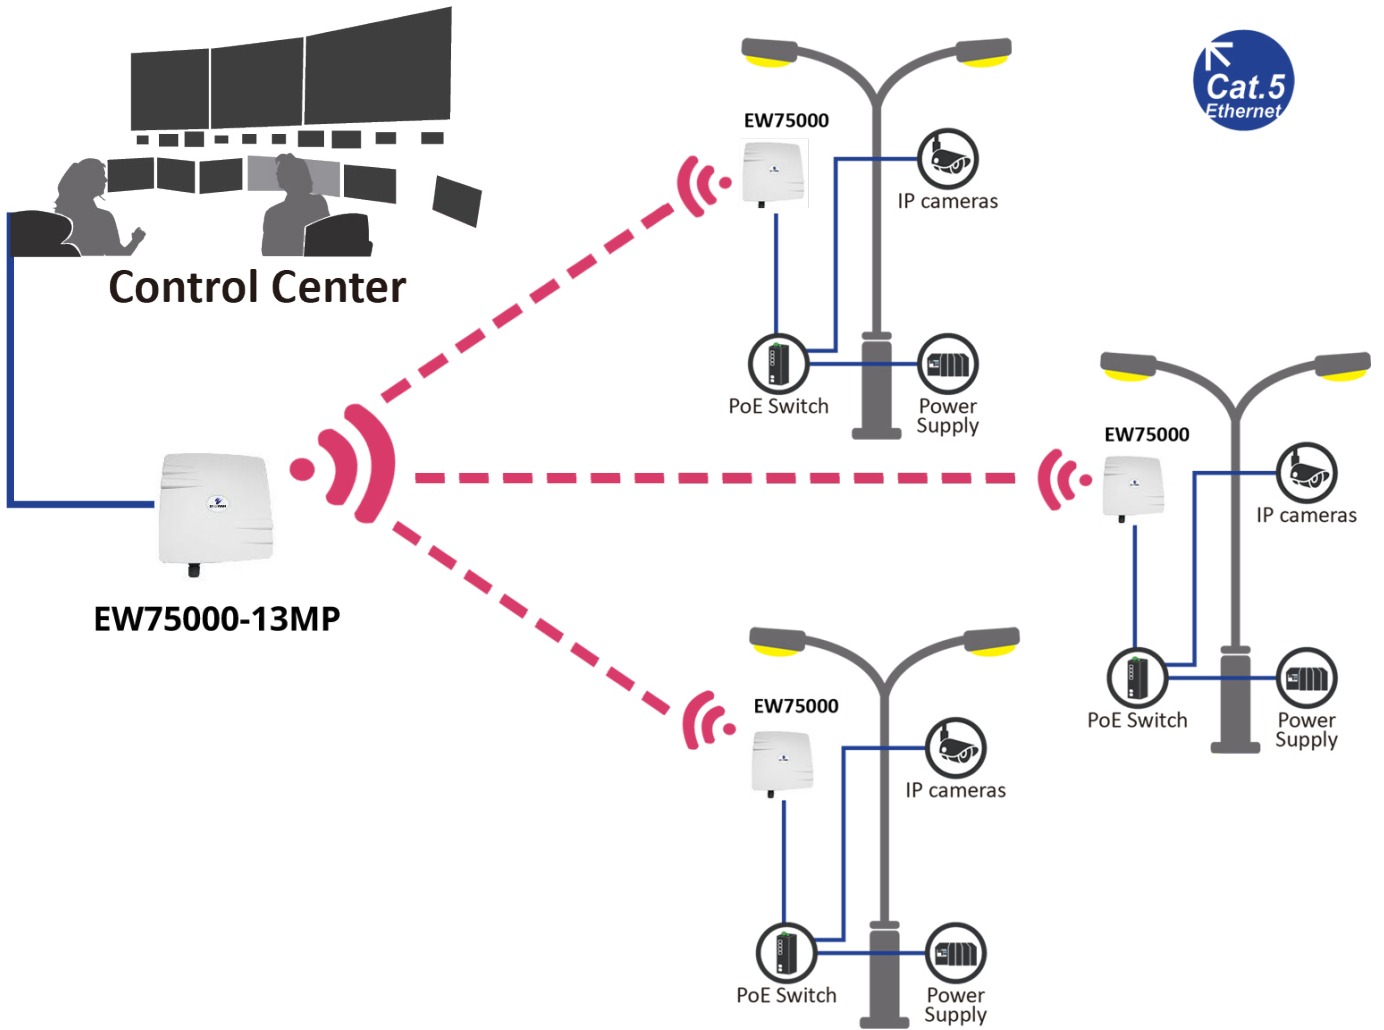 Cat.5
Ethernet
EW75000
IP cameras
Control Center
PoE Switch
Power
Supply
EW75000
IP cameras
EW75000-13MP
EW75000
PoE Switch
Power
Supply
IP cameras
PoE Switch
Power
Supply